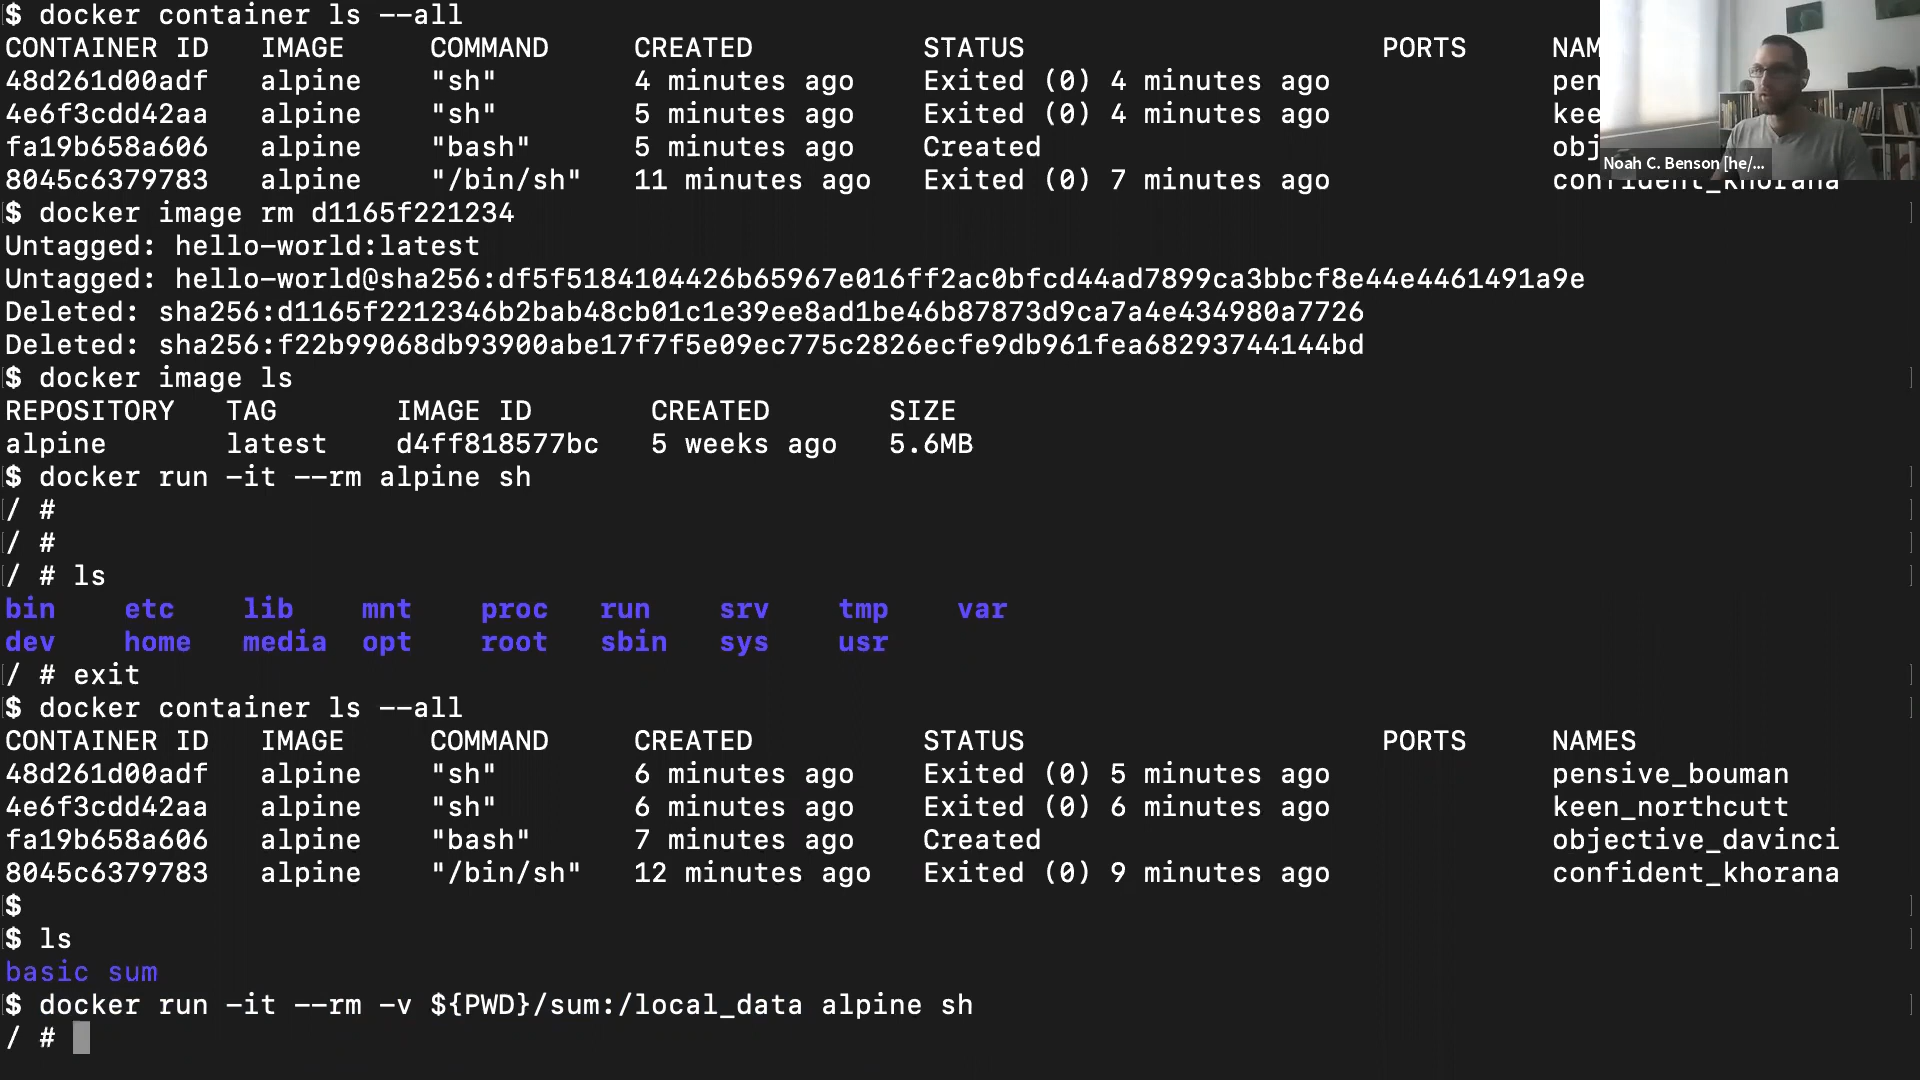 $ docker container ls --all
CONTAINER ID   IMAGE     COMMAND     CREATED          STATUS                     PORTS     NAM
48d261d00adf   alpine    "sh"        4 minutes ago    Exited (0) 4 minutes ago             pen
4e6f3cdd42aa   alpine    "sh"        5 minutes ago    Exited (0) 4 minutes ago             kee
fa19b658a606   alpine    "bash"      5 minutes ago    Created                              obj
Noah C. Benson [he/...
8045c6379783   alpine    "/bin/sh"   11 minutes ago   Exited (0) 7 minutes ago             confident_khorana
$ docker image rm d1165f221234
Untagged: hello-world:latest
Untagged: hello-world@sha256:df5f5184104426b65967e016ff2ac0bfcd44ad7899ca3bbcf8e44e4461491a9e
Deleted: sha256:d1165f2212346b2bab48cb01c1e39ee8ad1be46b87873d9ca7a4e434980a7726
Deleted: sha256:f22b99068db93900abe17f7f5e09ec775c2826ecfe9db961fea68293744144bd
$ docker image ls
REPOSITORY   TAG       IMAGE ID       CREATED       SIZE
alpine       latest    d4ff818577bc   5 weeks ago   5.6MB
$ docker run -it --rm alpine sh
/ #
/ #
/ # ls
bin    etc    lib    mnt    proc   run    srv    tmp    var
dev    home   media  opt    root   sbin   sys    usr
/ # exit
$ docker container ls --all
CONTAINER ID   IMAGE     COMMAND     CREATED          STATUS                     PORTS     NAMES
48d261d00adf   alpine    "sh"        6 minutes ago    Exited (0) 5 minutes ago             pensive_bouman
4e6f3cdd42aa   alpine    "sh"        6 minutes ago    Exited (0) 6 minutes ago             keen_northcutt
fa19b658a606   alpine    "bash"      7 minutes ago    Created                              objective_davinci
8045c6379783   alpine    "/bin/sh"   12 minutes ago   Exited (0) 9 minutes ago             confident_khorana
$
$ ls
basic sum
$ docker run -it --rm -v ${PWD}/sum:/local_data alpine sh
/ #